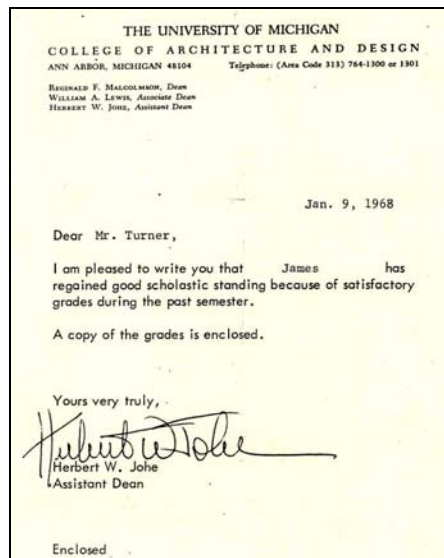 THE UNIVERSITY OF MICHIGAN
COLLEGE OF ARCHITECTURE AND DESIGN
ANN ARBOR, MICHIGAN 48104 Telephone: (Area Code 313) 764-1300 or 1301
REGINALD F. MALCOLMSON, Dean
WILLIAM A. LEWIS, Associate Dean
HERBERT W. JOHE, Assistant Dean
Jan. 9, 1968
Dear Mr. Turner,
I am pleased to write you that James has
regained good scholastic standing because of satisfactory
grades during the past semester.
A copy of the grades is enclosed.
Yours very truly,
Herbert W Johe
Herbert W. Johe
Assistant Dean
Enclosed